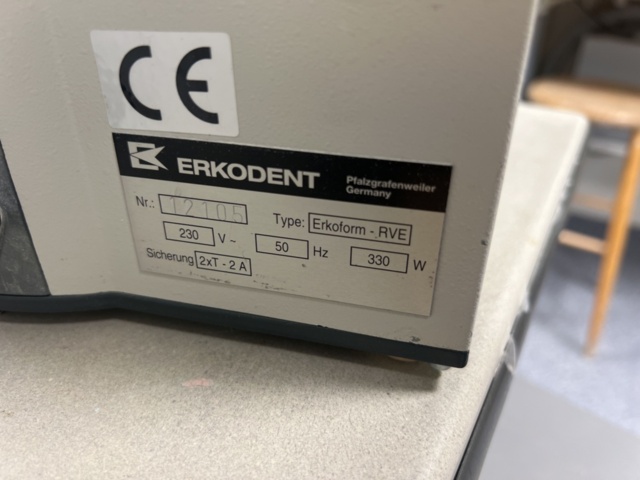 CE
ERKODENT Pfalzgrafenweiler
Germany
Nr.: 12105 Type: Erkoform - RVE
230 V ~ 50 Hz 330 W
Sicherung 2xT - 2 A